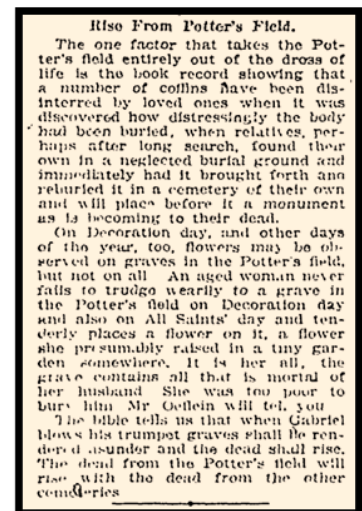 Rise From Potter's Field.
The one factor that takes the Pot-
ter's field entirely out of the dross of
life is the book record showing that
a number of coffins have been dis-
interred by loved ones when it was
discovered how distressingly the body
had been buried, when relatives, per-
haps after long search, found their
own in a neglected burial ground and
immediately had it brought forth and
reburied it in a cemetery of their own
and will place before it a monument
as is becoming to their dead.
On Decoration day, and other days
of the year, too, flowers may be ob-
served on graves in the Potter's field,
but not on all An aged woman never
fails to trudge wearily to a grave in
the Potter's field on Decoration day
and also on All Saints' day and ten-
derly places a flower on it, a flower
she presumably raised in a tiny gar-
den somewhere. It is her all, the
grave contains all that is mortal of
her husband She was too poor to
bury him Mr Oeflein will tell you
The bible tells us that when Gabriel
blows his trumpet graves shall be ren-
dered asunder and the dead shall rise.
The dead from the Potter's field will
rise with the dead from the other
cemeteries